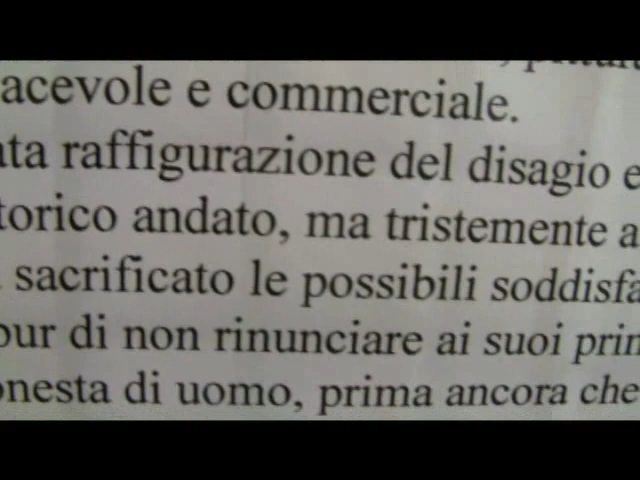 acevole e commerciale.
ata raffigurazione del disagio e
torico andato, ma tristemente a
sacrificato le possibili soddisfa
our di non rinunciare ai suoi prin
onesta di uomo, prima ancora che